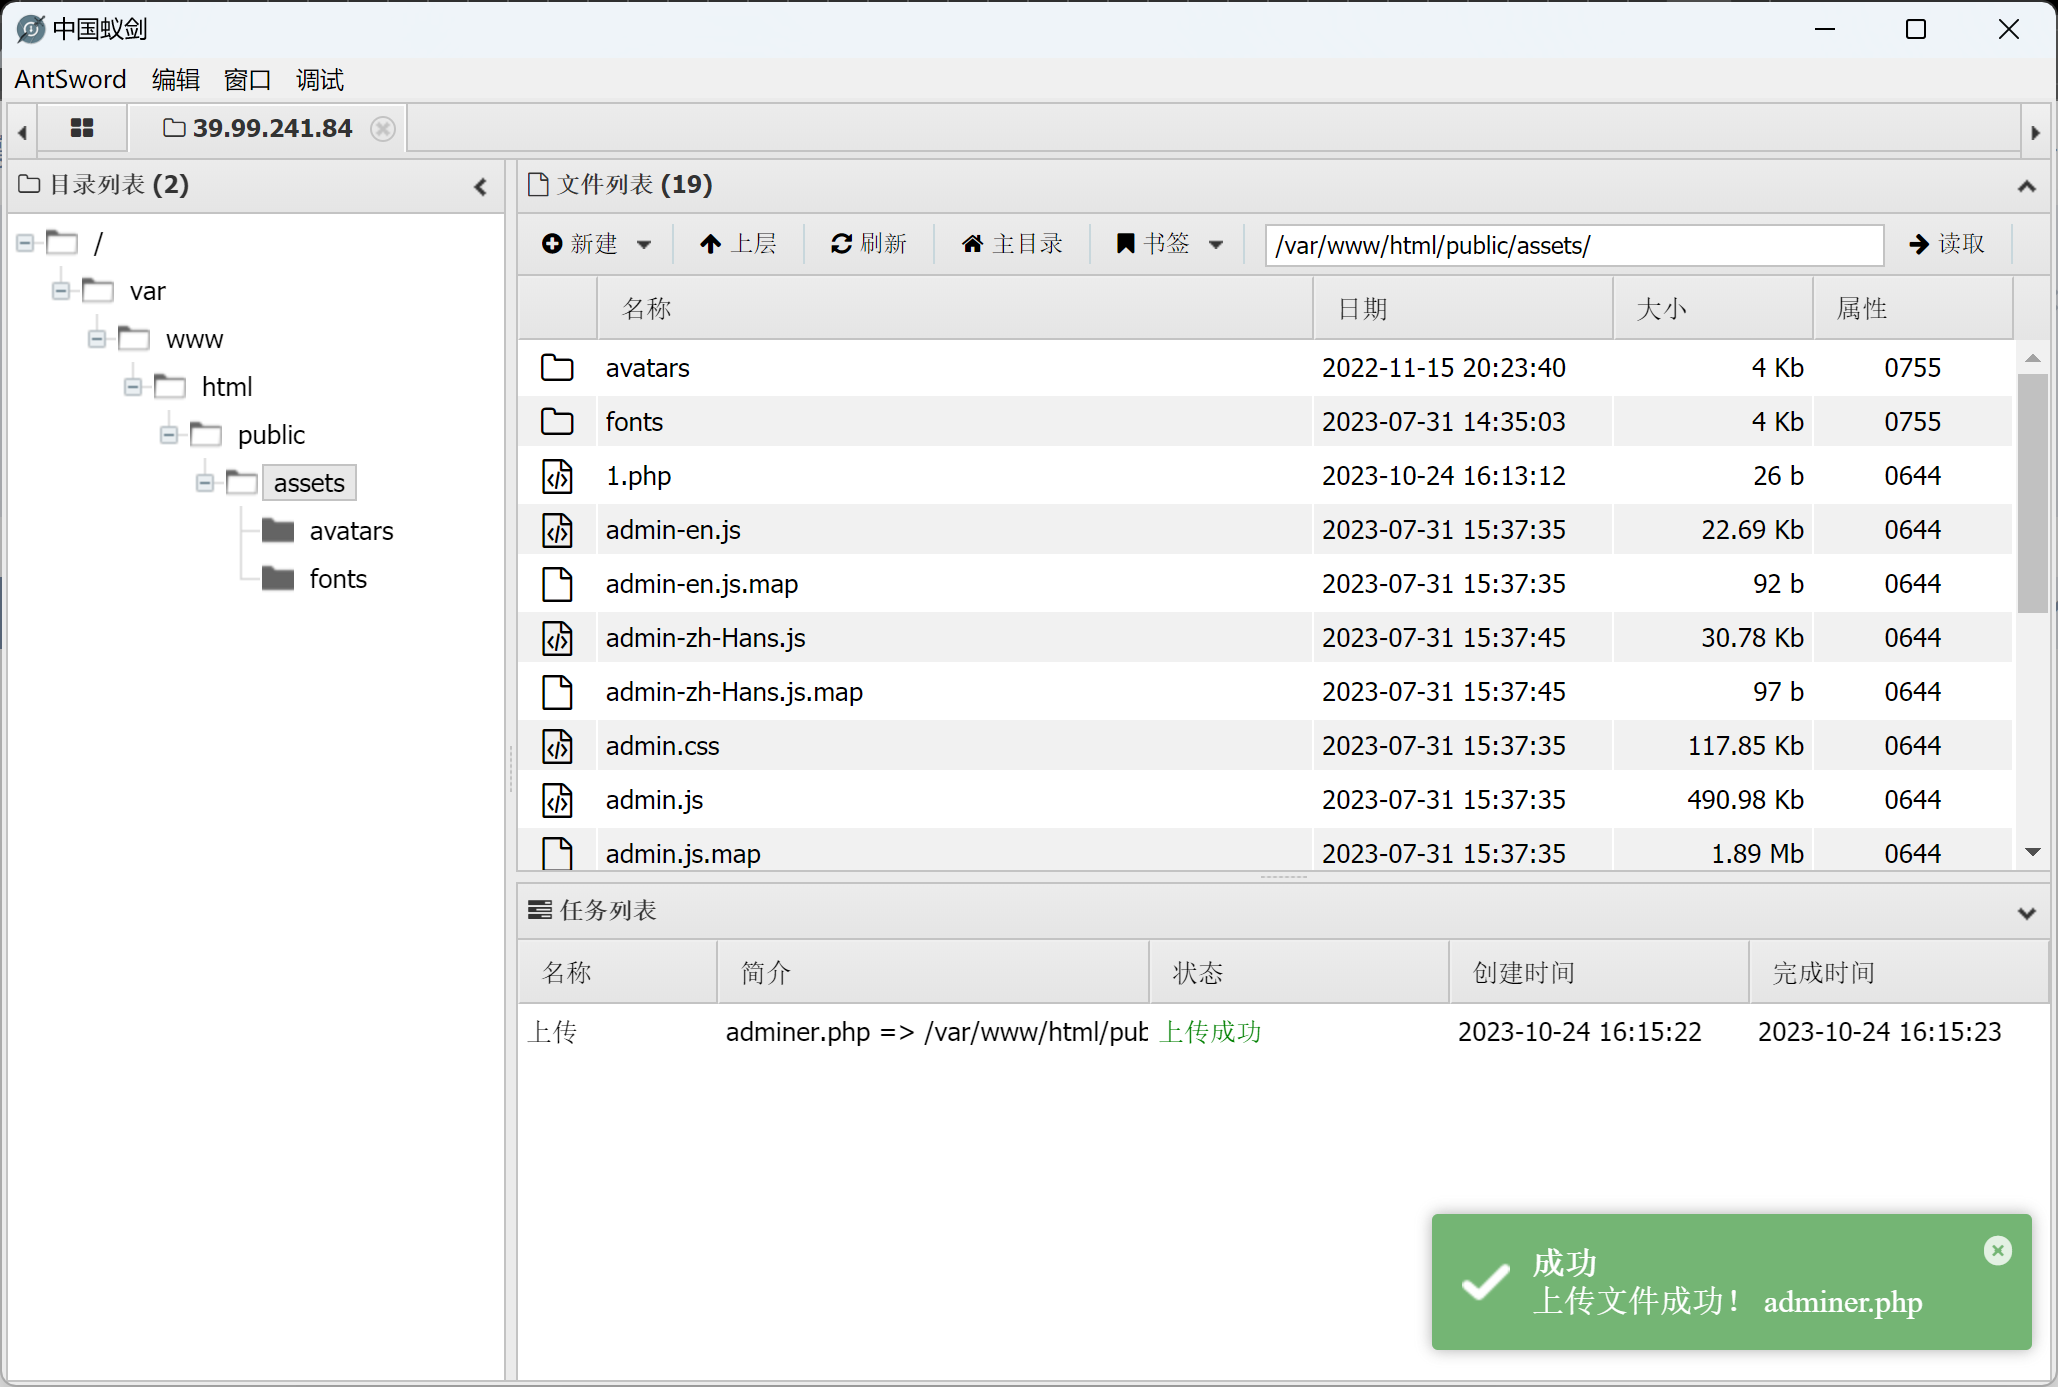 中国蚁剑
AntSword 编辑 窗口 调试
39.99.241.84
目录列表 (2)
/
var
www
html
public
assets
avatars
fonts
文件列表 (19)
新建 上层 刷新 主目录 书签 /var/www/html/public/assets/ 读取
名称 日期 大小 属性
avatars 2022-11-15 20:23:40 4 Kb 0755
fonts 2023-07-31 14:35:03 4 Kb 0755
1.php 2023-10-24 16:13:12 26 b 0644
admin-en.js 2023-07-31 15:37:35 22.69 Kb 0644
admin-en.js.map 2023-07-31 15:37:35 92 b 0644
admin-zh-Hans.js 2023-07-31 15:37:45 30.78 Kb 0644
admin-zh-Hans.js.map 2023-07-31 15:37:45 97 b 0644
admin.css 2023-07-31 15:37:35 117.85 Kb 0644
admin.js 2023-07-31 15:37:35 490.98 Kb 0644
admin.js.map 2023-07-31 15:37:35 1.89 Mb 0644
任务列表
名称 简介 状态 创建时间 完成时间
上传 adminer.php => /var/www/html/pub 上传成功 2023-10-24 16:15:22 2023-10-24 16:15:23
成功
上传文件成功！ adminer.php